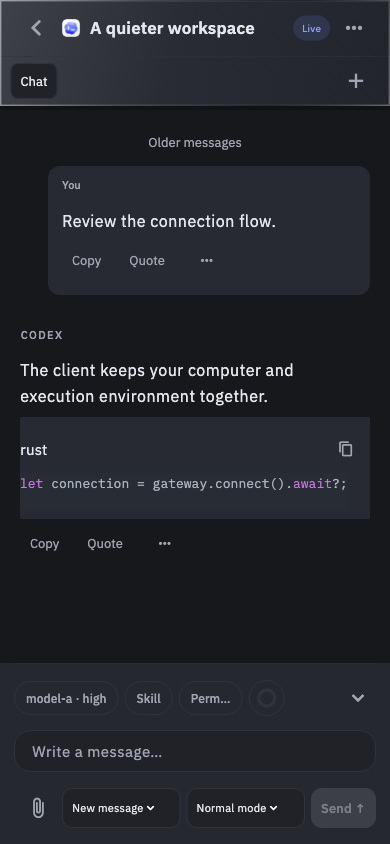 A quieter workspace
Live
Chat
Older messages
You
Review the connection flow.
Copy Quote
CODEX
The client keeps your computer and
execution environment together.
rust
let connection = gateway.connect().await?;
Copy Quote
model-a · high Skill Perm...
Write a message...
New message Normal mode Send ↑